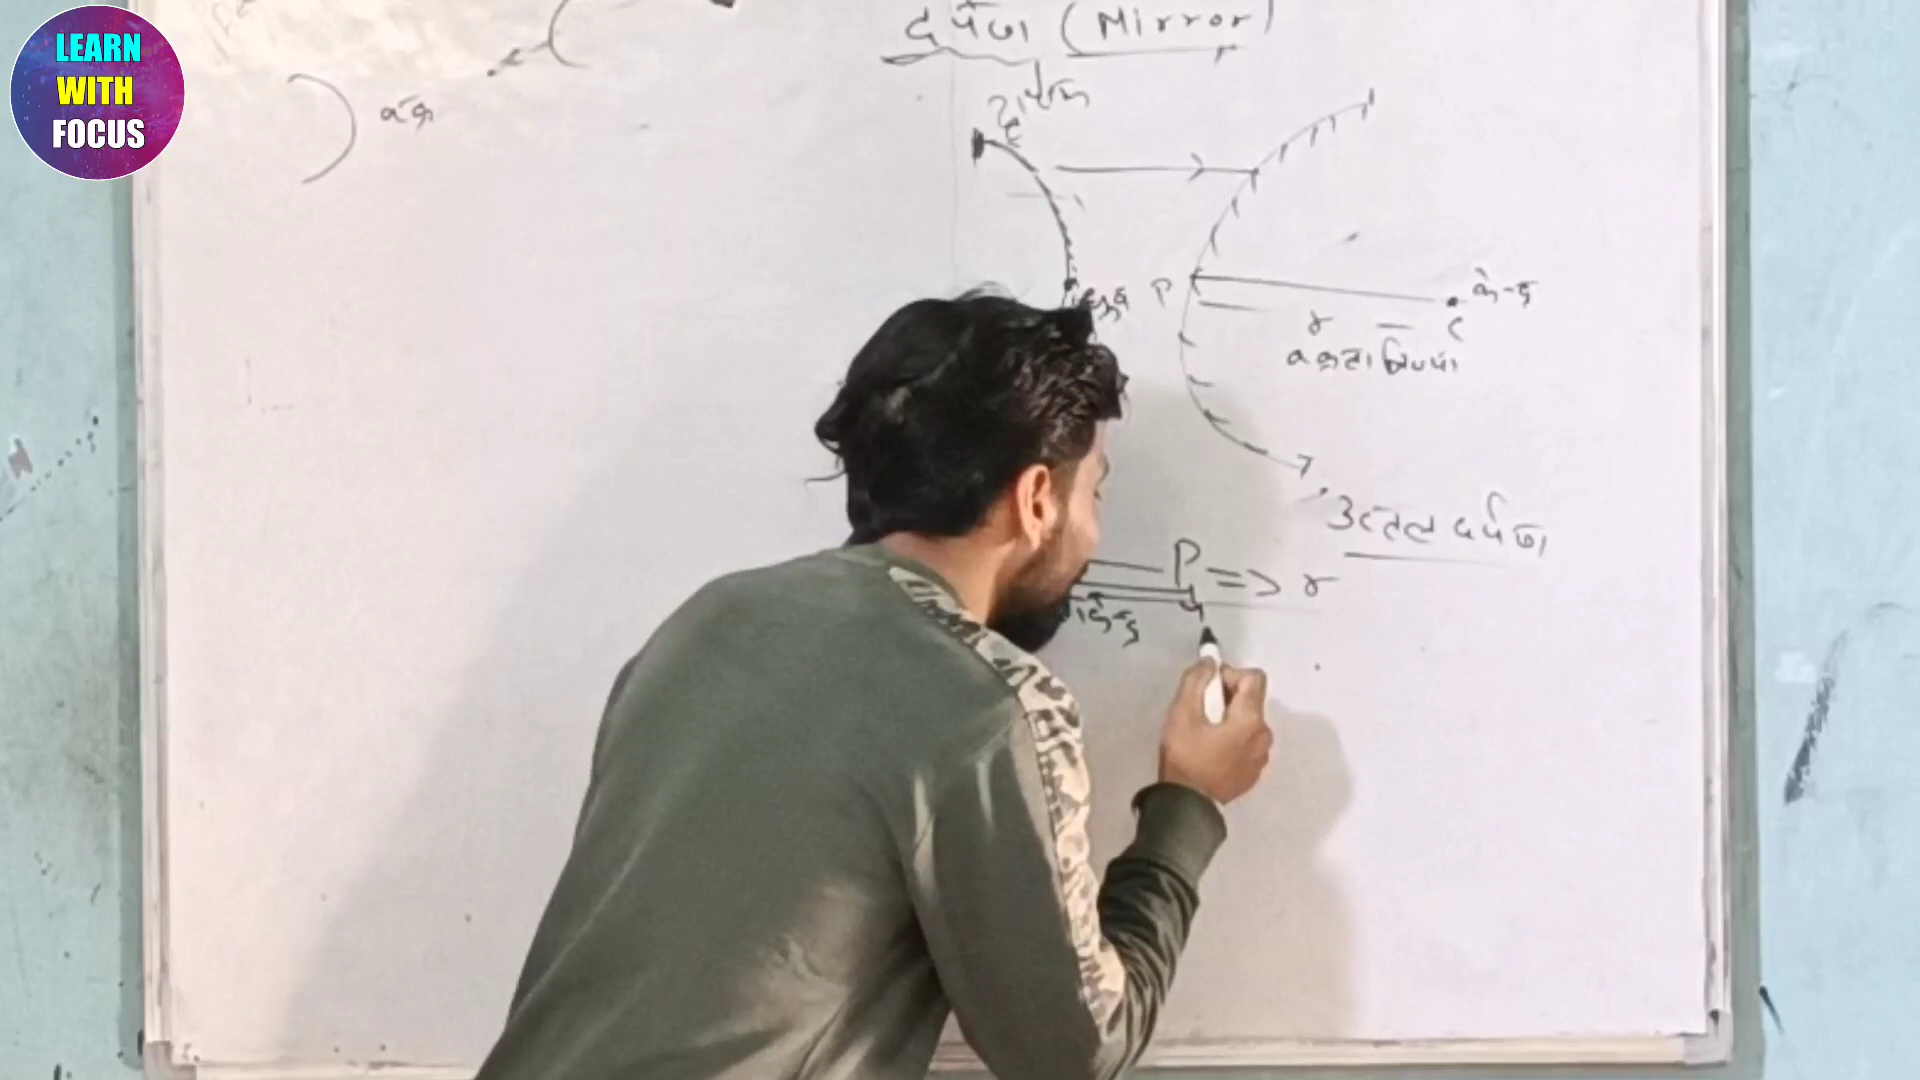 LEARN
WITH
FOCUS
दर्पण (Mirror)
वक्र
P
केन्द्र
r
C
वक्रता त्रिज्या
उत्तल दर्पण
P => r